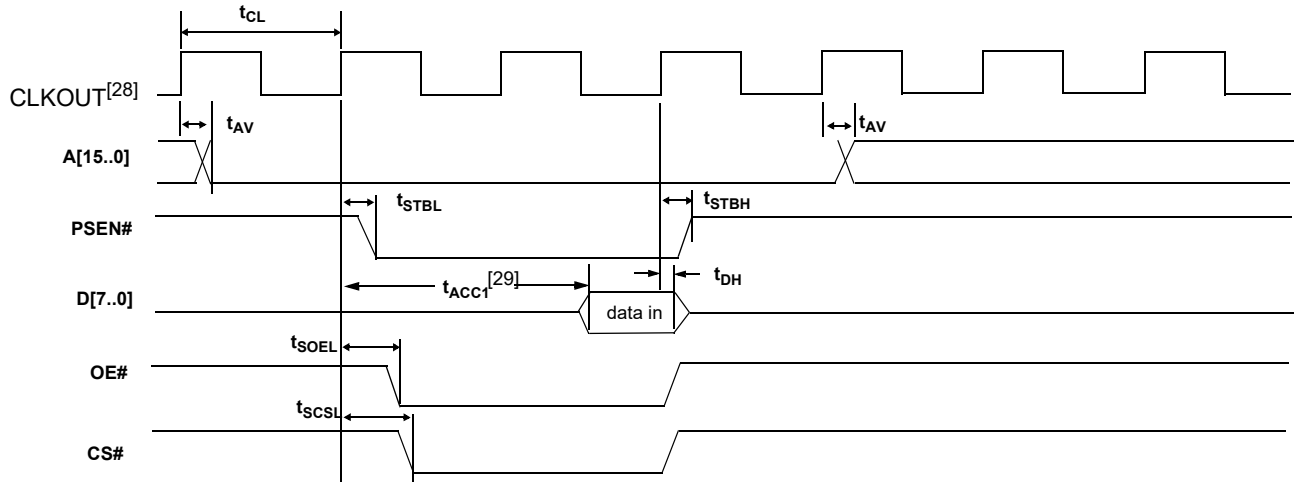 tCL
CLKOUT[28]
tAV
tAV
A[15..0]
tSTBL
tSTBH
PSEN#
tDH
tACC1[29]
D[7..0]
data in
tSOEL
OE#
tSCSL
CS#